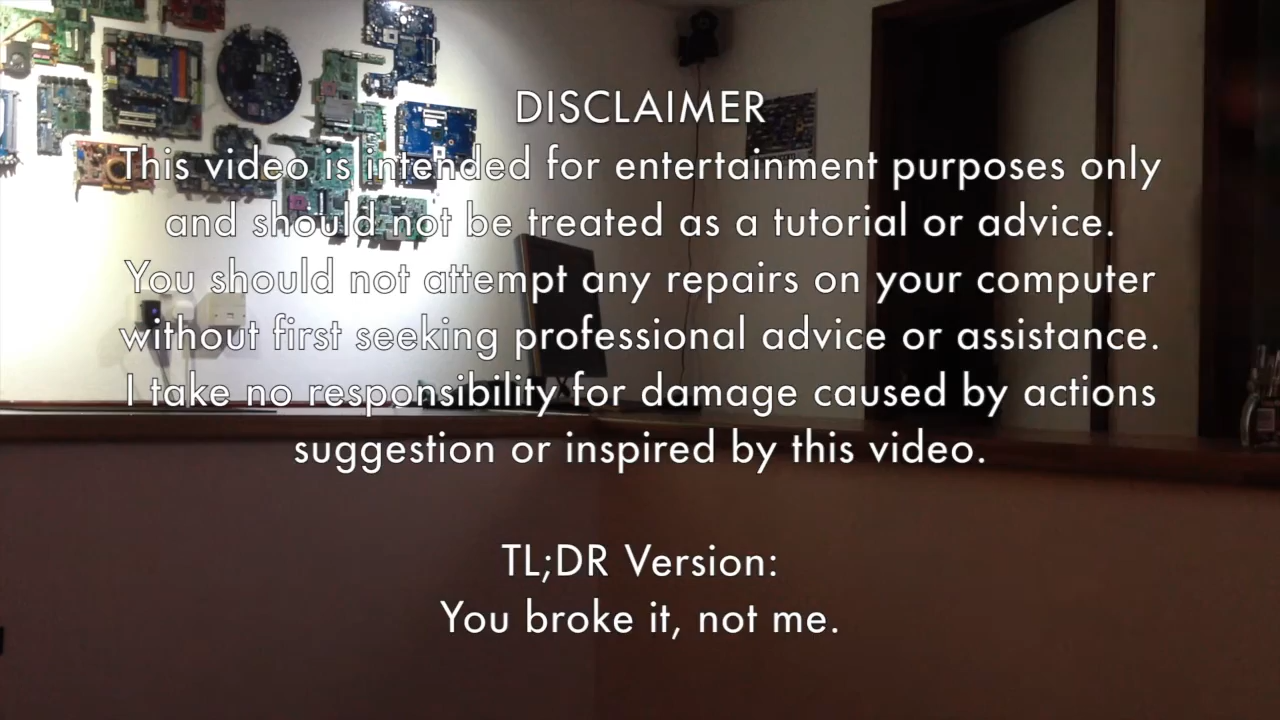 DISCLAIMER
This video is intended for entertainment purposes only
and should not be treated as a tutorial or advice.
You should not attempt any repairs on your computer
without first seeking professional advice or assistance.
I take no responsibility for damage caused by actions
suggestion or inspired by this video.
TL;DR Version:
You broke it, not me.